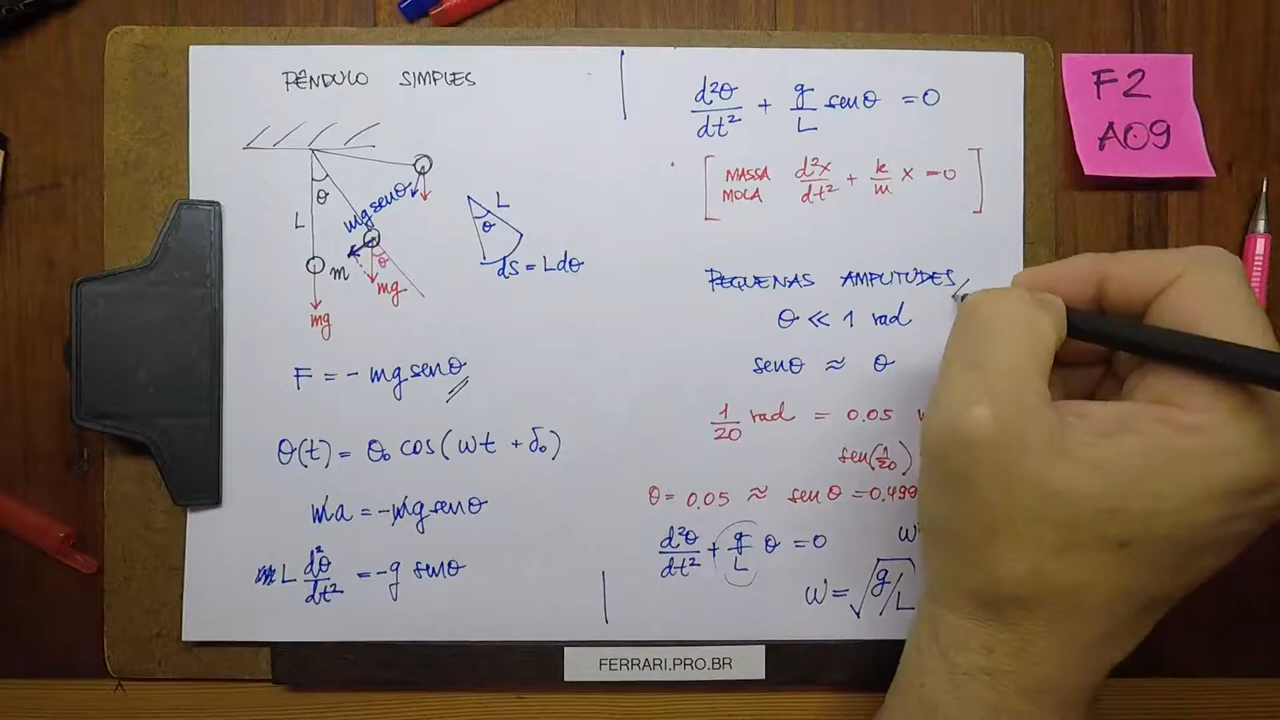 PÊNDULO SIMPLES
θ
L
mg senθ
m
θ
mg
mg
L
θ
dS = Ldθ
F = - mg senθ
θ(t) = θ₀ cos(ωt + δ₀)
ma = -mg senθ
mL d²θ/dt² = -g senθ
d²θ/dt² + g/L senθ = 0
[MASSA MOLA d²x/dt² + k/m x = 0]
PEQUENAS AMPLITUDES
θ << 1 rad
senθ ≈ θ
1/20 rad = 0.05
sen(1/20)
θ = 0.05 ≈ senθ = 0.499
d²θ/dt² + g/L θ = 0
ω
ω = √g/L
F2
A09
FERRARI.PRO.BR